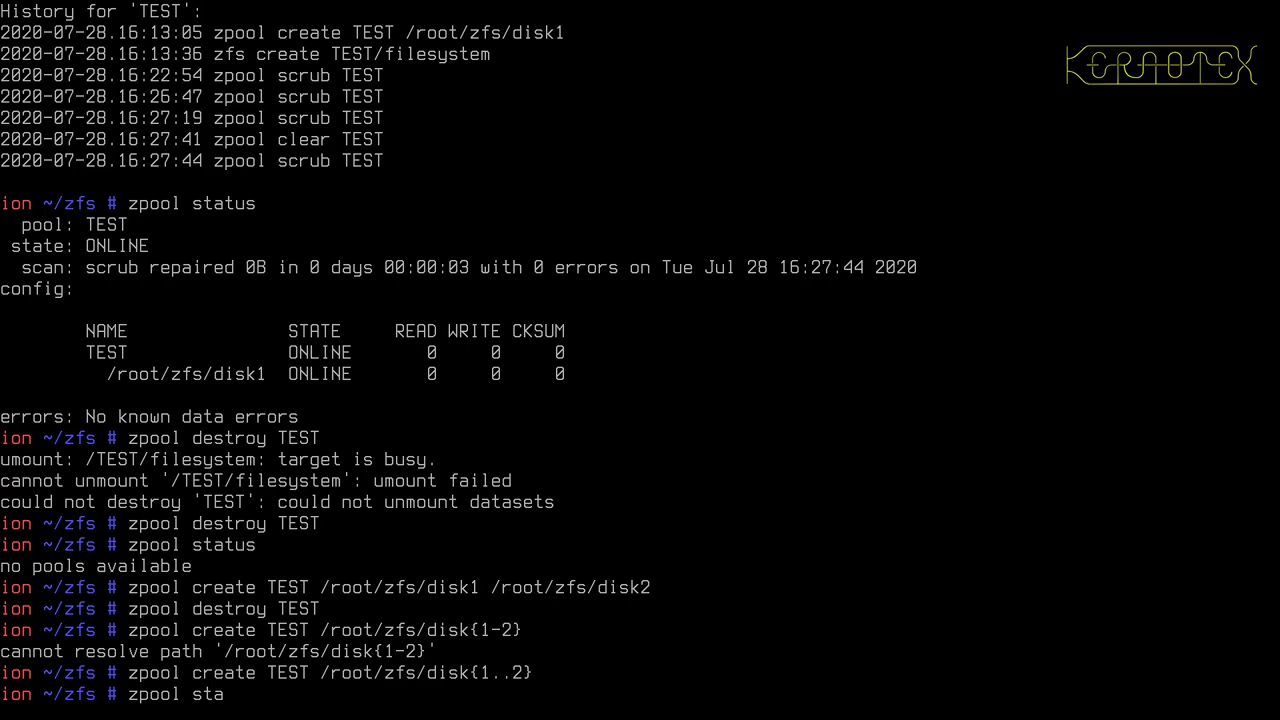 History for 'TEST':
2020-07-28.16:13:05 zpool create TEST /root/zfs/disk1
2020-07-28.16:13:36 zfs create TEST/filesystem
2020-07-28.16:22:54 zpool scrub TEST
2020-07-28.16:26:47 zpool scrub TEST
2020-07-28.16:27:19 zpool scrub TEST
2020-07-28.16:27:41 zpool clear TEST
2020-07-28.16:27:44 zpool scrub TEST
KERNOTEX
ion ~/zfs # zpool status
pool: TEST
state: ONLINE
scan: scrub repaired 0B in 0 days 00:00:03 with 0 errors on Tue Jul 28 16:27:44 2020
config:
NAME STATE READ WRITE CKSUM
TEST ONLINE 0 0 0
/root/zfs/disk1 ONLINE 0 0 0
errors: No known data errors
ion ~/zfs # zpool destroy TEST
umount: /TEST/filesystem: target is busy.
cannot unmount '/TEST/filesystem': umount failed
could not destroy 'TEST': could not unmount datasets
ion ~/zfs # zpool destroy TEST
ion ~/zfs # zpool status
no pools available
ion ~/zfs # zpool create TEST /root/zfs/disk1 /root/zfs/disk2
ion ~/zfs # zpool destroy TEST
ion ~/zfs # zpool create TEST /root/zfs/disk{1-2}
cannot resolve path '/root/zfs/disk{1-2}'
ion ~/zfs # zpool create TEST /root/zfs/disk{1..2}
ion ~/zfs # zpool sta